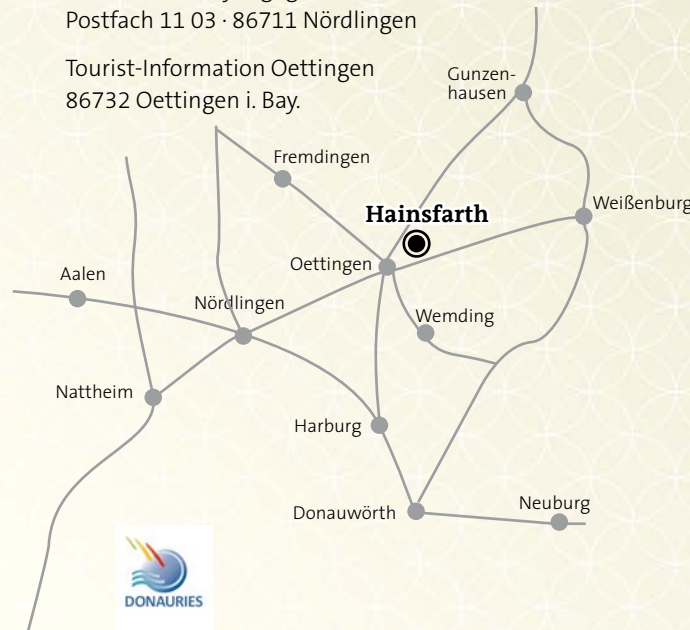 Postfach 11 03 · 86711 Nördlingen
Tourist-Information Oettingen
86732 Oettingen i. Bay.
Gunzen-
hausen
Fremdingen
Weißenburg
Hainsfarth
Oettingen
Aalen
Nördlingen
Wemding
Nattheim
Harburg
Donauwörth
Neuburg
DONAURIES